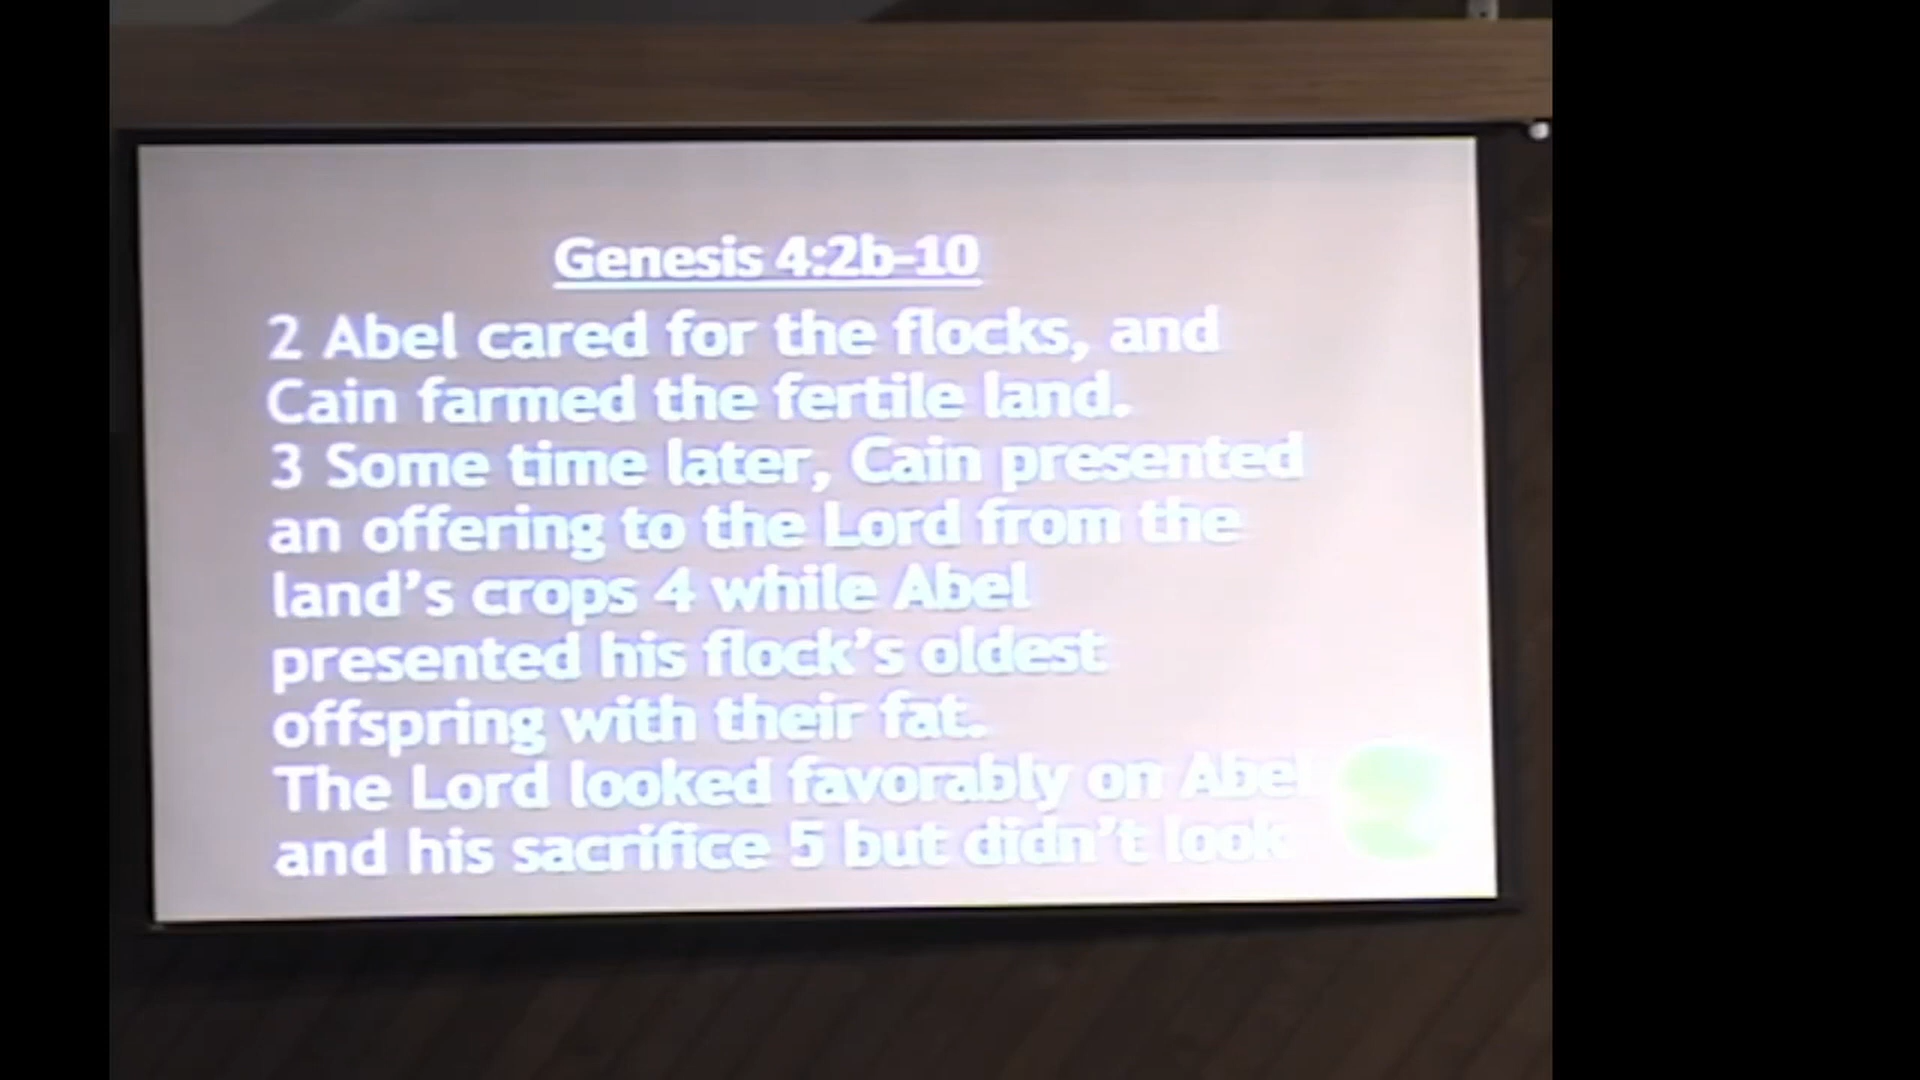 Genesis 4:2b-10
2 Abel cared for the flocks, and
Cain farmed the fertile land.
3 Some time later, Cain presented
an offering to the Lord from the
land's crops 4 while Abel
presented his flock's oldest
offspring with their fat.
The Lord looked favorably on Abel
and his sacrifice 5 but didn't look